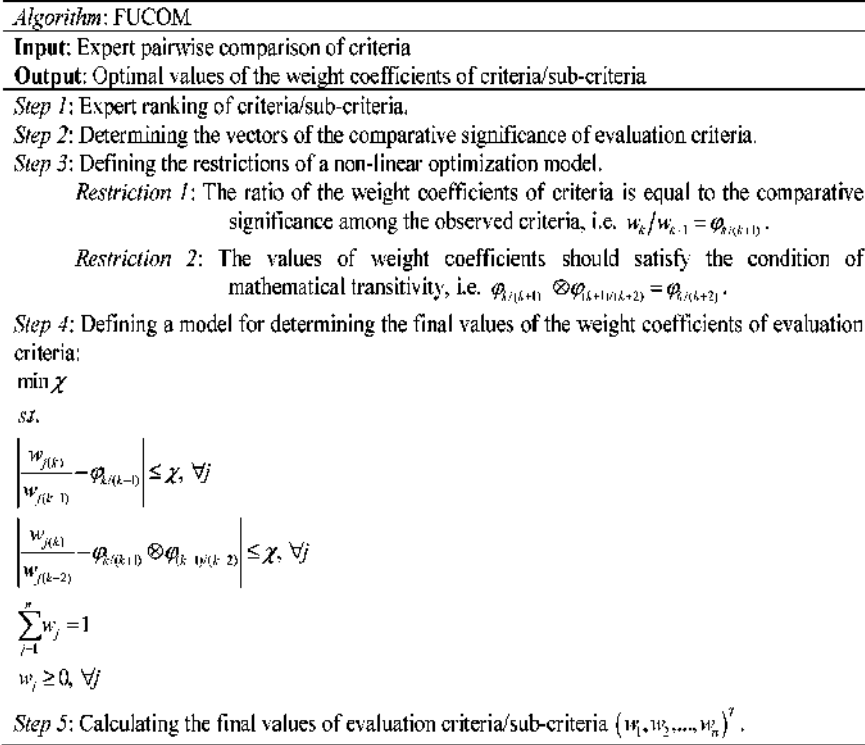 Algorithm: FUCOM
Input: Expert pairwise comparison of criteria
Output: Optimal values of the weight coefficients of criteria/sub-criteria
Step 1: Expert ranking of criteria/sub-criteria.
Step 2: Determining the vectors of the comparative significance of evaluation criteria.
Step 3: Defining the restrictions of a non-linear optimization model.
Restriction 1: The ratio of the weight coefficients of criteria is equal to the comparative
significance among the observed criteria, i.e. w_k/w_{k+1} = φ_{k/(k+1)}.
Restriction 2: The values of weight coefficients should satisfy the condition of
mathematical transitivity, i.e. φ_{k/(k+1)} ⊗ φ_{(k+1)/(k+2)} = φ_{k/(k+2)}.
Step 4: Defining a model for determining the final values of the weight coefficients of evaluation
criteria:
min χ
s.t.
|w_{j(k)}/w_{j(k+1)} − φ_{k/(k+1)}| ≤ χ, ∀j
|w_{j(k)}/w_{j(k+2)} − φ_{k/(k+1)} ⊗ φ_{(k+1)/(k+2)}| ≤ χ, ∀j
∑_{j=1}^{n} w_j = 1
w_j ≥ 0, ∀j
Step 5: Calculating the final values of evaluation criteria/sub-criteria (w_1, w_2, ..., w_n)^T.